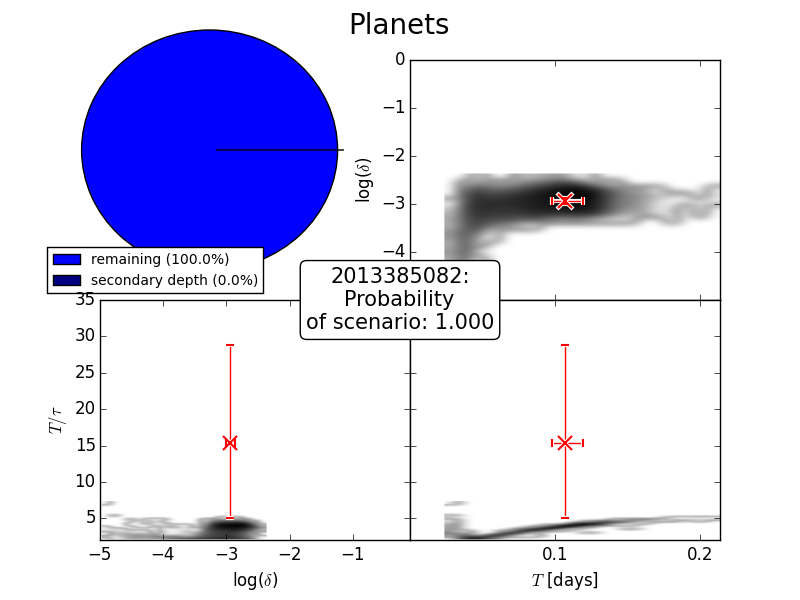 Planets
remaining (100.0%)
secondary depth (0.0%)
log(δ)
0
−1
−2
−3
−4
2013385082:
Probability
of scenario: 1.000
T/τ
35
30
25
20
15
10
5
−5
−4
−3
−2
−1
log(δ)
0.1
0.2
T [days]